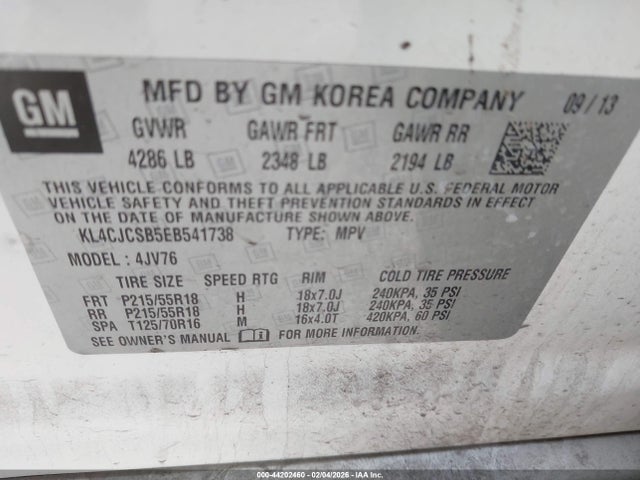 GM
MFD BY GM KOREA COMPANY 09/13
GVWR GAWR FRT GAWR RR
4286 LB 2348 LB 2194 LB
THIS VEHICLE CONFORMS TO ALL APPLICABLE U.S. FEDERAL MOTOR
VEHICLE SAFETY AND THEFT PREVENTION STANDARDS IN EFFECT
ON THE DATE OF MANUFACTURE SHOWN ABOVE.
KL4CJCSB5EB541738 TYPE: MPV
MODEL : 4JV76
TIRE SIZE SPEED RTG RIM COLD TIRE PRESSURE
FRT P215/55R18 H 18x7.0J 240KPA, 35 PSI
RR P215/55R18 H 18x7.0J 240KPA, 35 PSI
SPA T125/70R16 M 16x4.0T 420KPA, 60 PSI
SEE OWNER'S MANUAL FOR MORE INFORMATION
000-44202460 - 02/04/2026 - IAAI